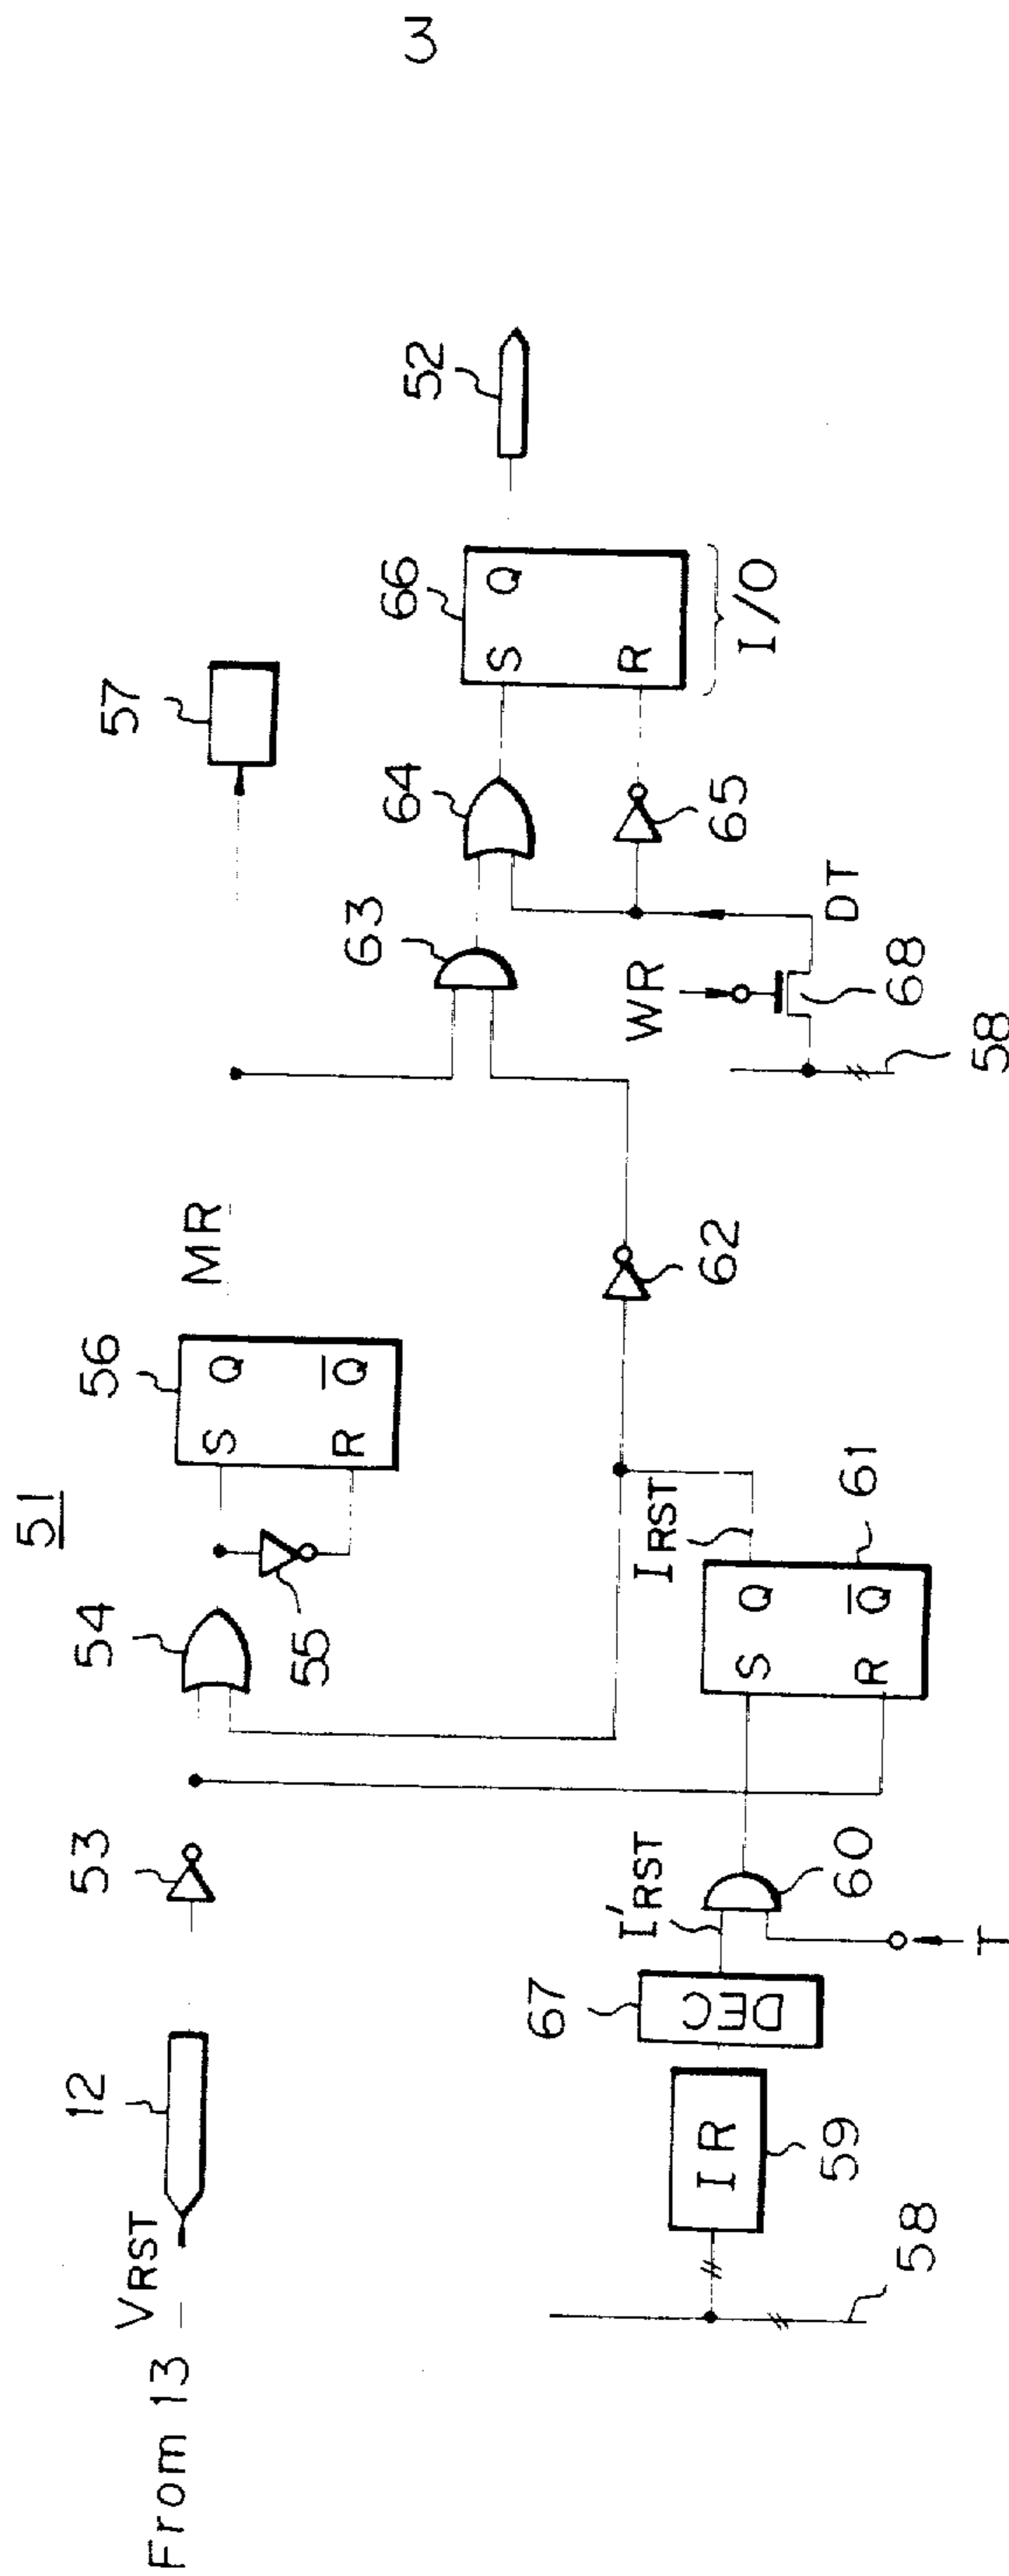 3
51
From 13
VRST
12
53
54
55
56
S
Q
R
Q̅
MR
57
58
59
IR
67
DEC
I'RST
60
T
61
S
Q
R
Q̅
IRST
62
63
64
65
66
S
Q
R
I/O
52
WR
68
DT
58